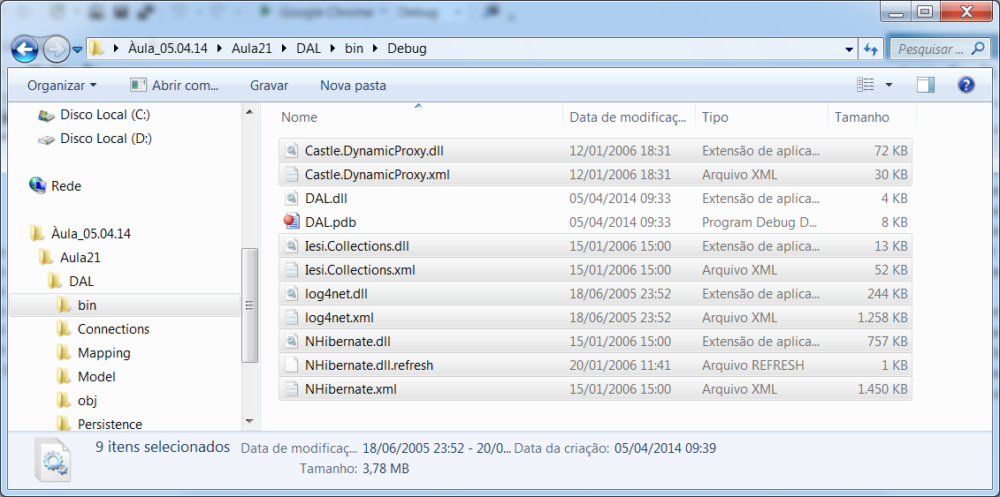 Google Chrome Debug
Àula_05.04.14 Aula21 DAL bin Debug Pesquisar ...
Organizar Abrir com... Gravar Nova pasta
Disco Local (C:)
Disco Local (D:)
Rede
Àula_05.04.14
Aula21
DAL
bin
Connections
Mapping
Model
obj
Persistence
Nome Data de modificaç... Tipo Tamanho
Castle.DynamicProxy.dll 12/01/2006 18:31 Extensão de aplica... 72 KB
Castle.DynamicProxy.xml 12/01/2006 18:31 Arquivo XML 30 KB
DAL.dll 05/04/2014 09:33 Extensão de aplica... 4 KB
DAL.pdb 05/04/2014 09:33 Program Debug D... 8 KB
Iesi.Collections.dll 15/01/2006 15:00 Extensão de aplica... 13 KB
Iesi.Collections.xml 15/01/2006 15:00 Arquivo XML 52 KB
log4net.dll 18/06/2005 23:52 Extensão de aplica... 244 KB
log4net.xml 18/06/2005 23:52 Arquivo XML 1.258 KB
NHibernate.dll 15/01/2006 15:00 Extensão de aplica... 757 KB
NHibernate.dll.refresh 20/01/2006 11:41 Arquivo REFRESH 1 KB
NHibernate.xml 15/01/2006 15:00 Arquivo XML 1.450 KB
9 itens selecionados Data de modificaç... 18/06/2005 23:52 - 20/0... Data da criação: 05/04/2014 09:39
Tamanho: 3,78 MB